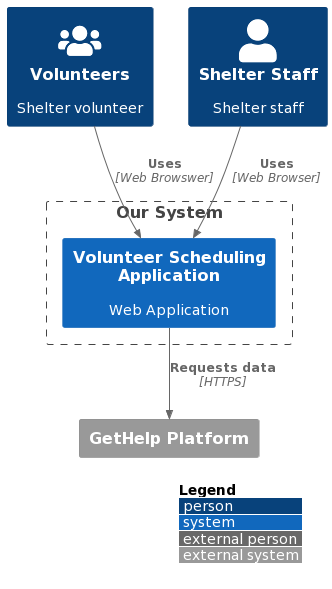 Volunteers
Shelter volunteer
Shelter Staff
Shelter staff
Uses
[Web Browswer]
Uses
[Web Browser]
Our System
Volunteer Scheduling
Application
Web Application
Requests data
[HTTPS]
GetHelp Platform
Legend
person
system
external person
external system